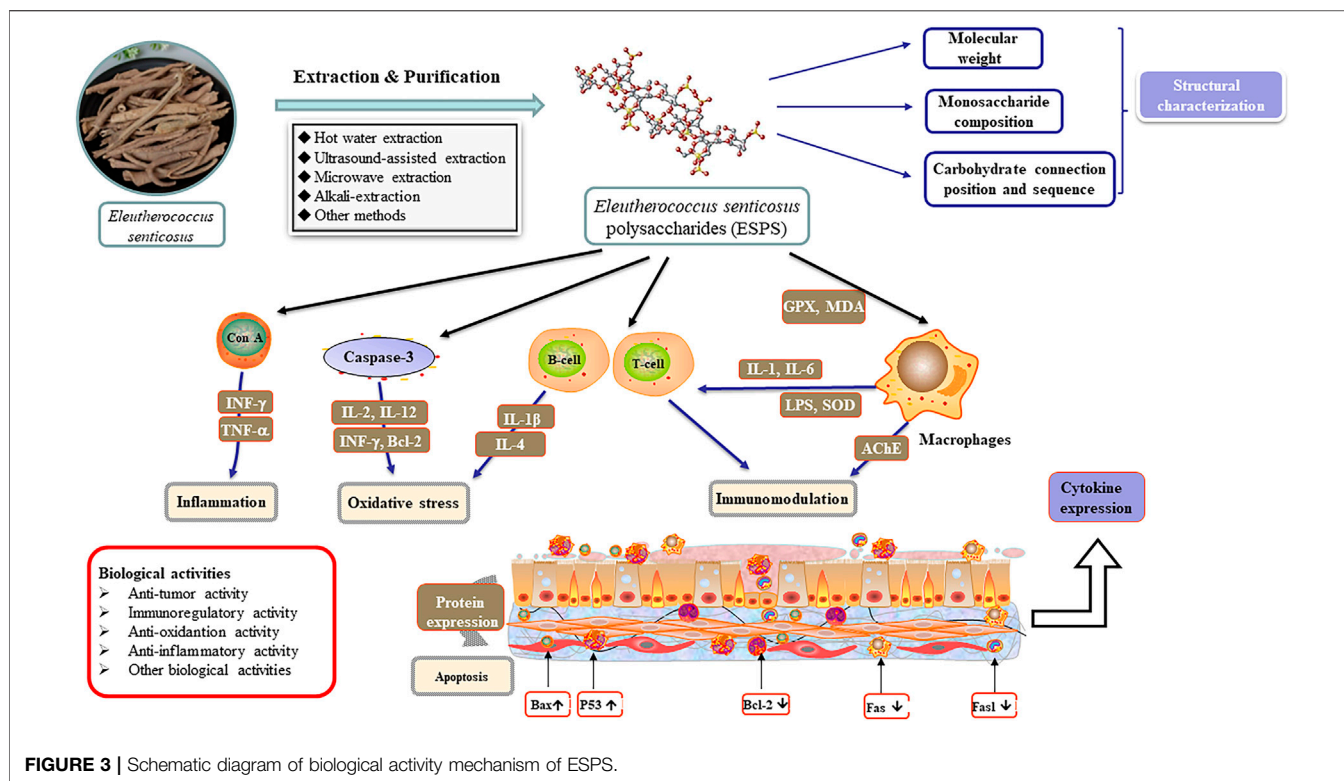 Extraction & Purification
◆ Hot water extraction
◆ Ultrasound-assisted extraction
◆ Microwave extraction
◆ Alkali-extraction
◆ Other methods
Eleutherococcus
senticosus
Eleutherococcus senticosus
polysaccharides (ESPS)
Molecular
weight
Monosaccharide
composition
Carbohydrate connection
position and sequence
Structural
characterization
Con A
Caspase-3
B-cell
T-cell
GPX, MDA
INF-γ
TNF-α
IL-2, IL-12
INF-γ, Bcl-2
IL-1β
IL-4
IL-1, IL-6
LPS, SOD
Macrophages
AChE
Inflammation
Oxidative stress
Immunomodulation
Cytokine
expression
Biological activities
➢ Anti-tumor activity
➢ Immunoregulatory activity
➢ Anti-oxidantion activity
➢ Anti-inflammatory activity
➢ Other biological activities
Protein
expression
Apoptosis
Bax↑
P53 ↑
Bcl-2 ↓
Fas ↓
Fasl ↓
FIGURE 3 | Schematic diagram of biological activity mechanism of ESPS.